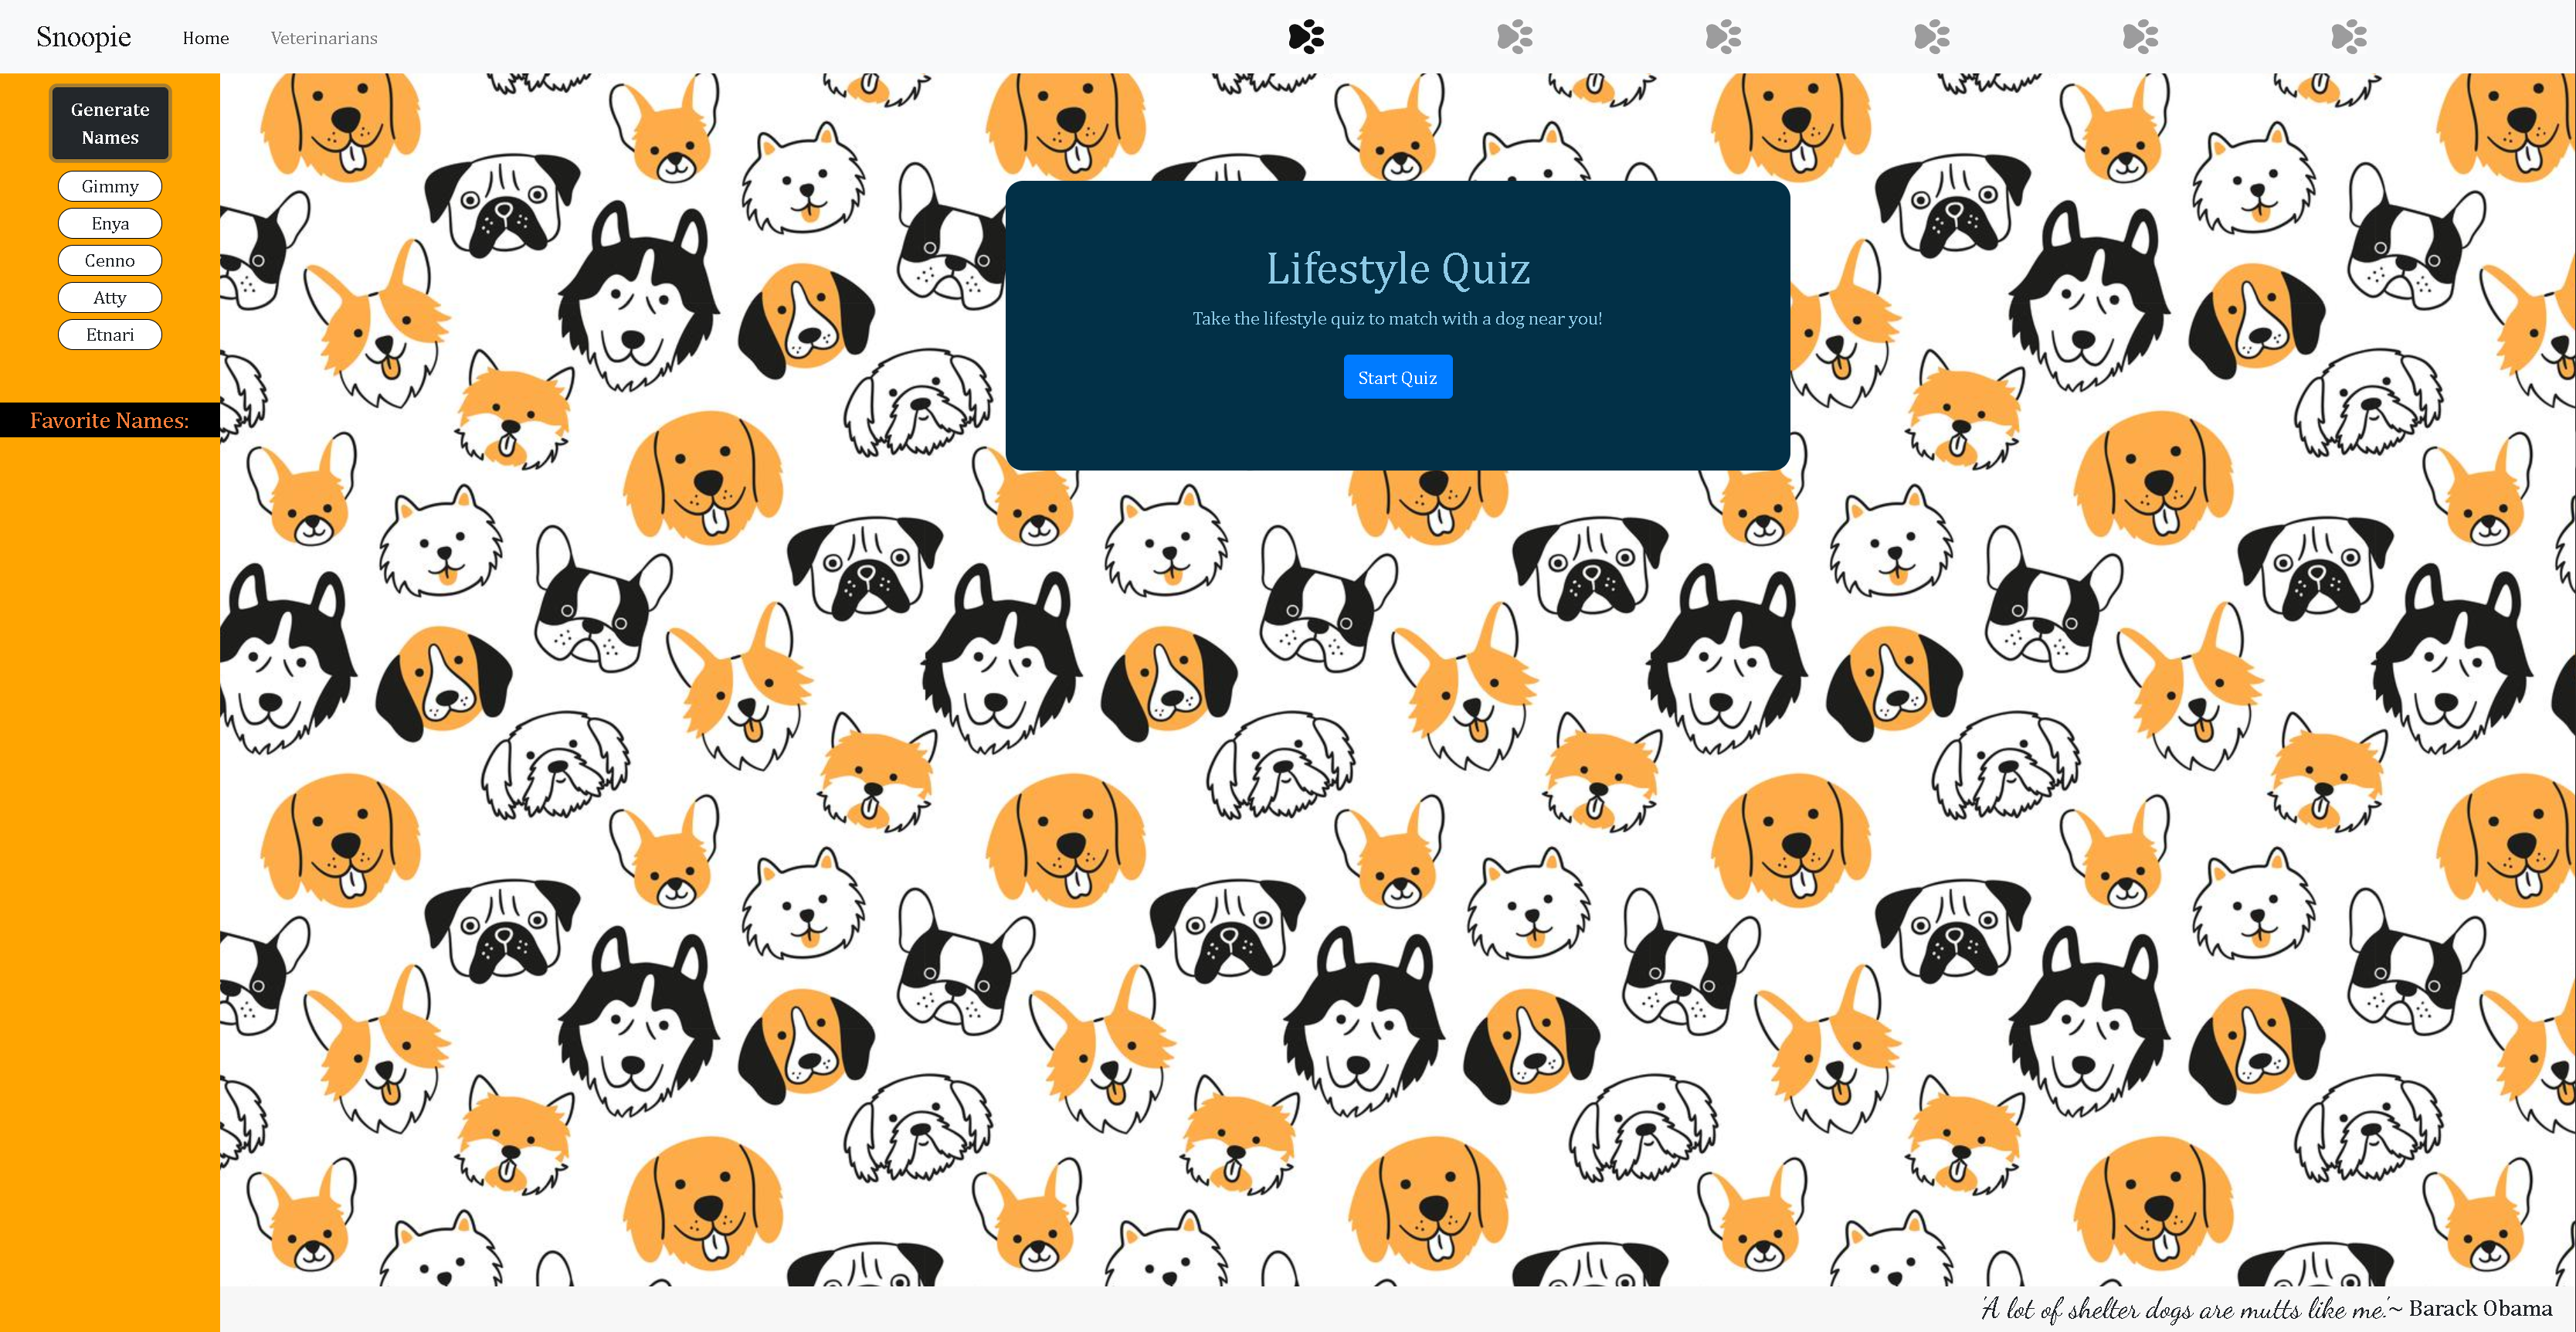 Snoopie
Home
Veterinarians
Generate
Names
Gimmy
Enya
Cenno
Atty
Etnari
Favorite Names:
Lifestyle Quiz
Take the lifestyle quiz to match with a dog near you!
Start Quiz
'A lot of shelter dogs are mutts like me.'~ Barack Obama